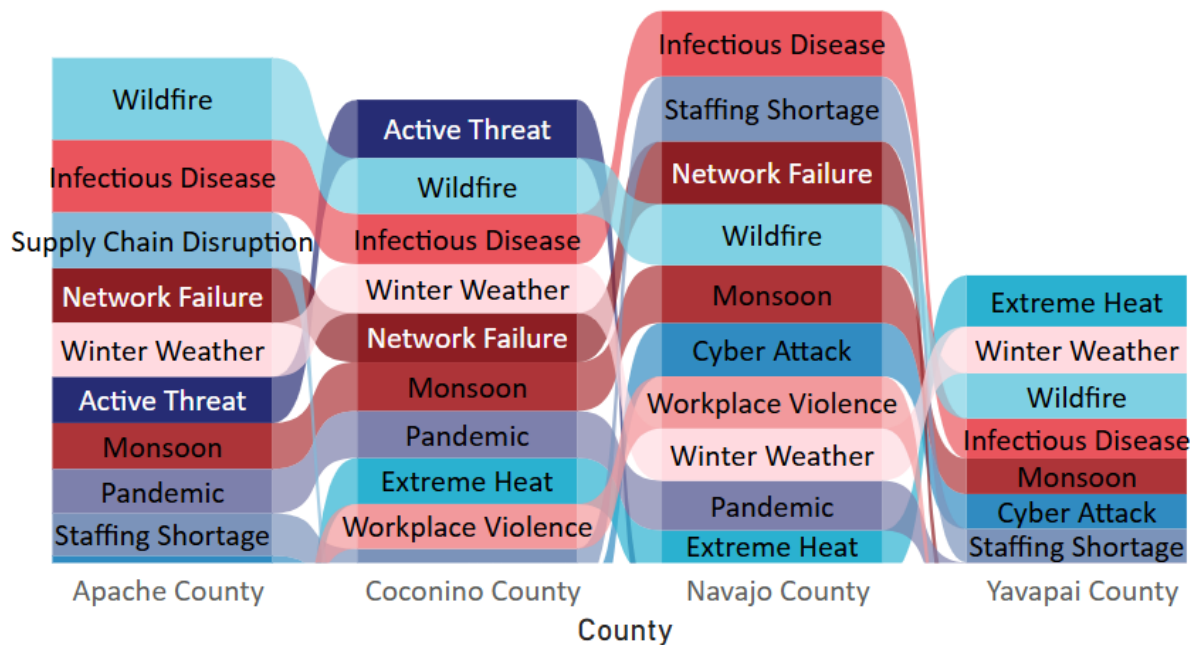 Wildfire
Infectious Disease
Supply Chain Disruption
Network Failure
Winter Weather
Active Threat
Monsoon
Pandemic
Staffing Shortage
Active Threat
Wildfire
Infectious Disease
Winter Weather
Network Failure
Monsoon
Pandemic
Extreme Heat
Workplace Violence
Infectious Disease
Staffing Shortage
Network Failure
Wildfire
Monsoon
Cyber Attack
Workplace Violence
Winter Weather
Pandemic
Extreme Heat
Extreme Heat
Winter Weather
Wildfire
Infectious Disease
Monsoon
Cyber Attack
Staffing Shortage
Apache County
Coconino County
Navajo County
Yavapai County
County